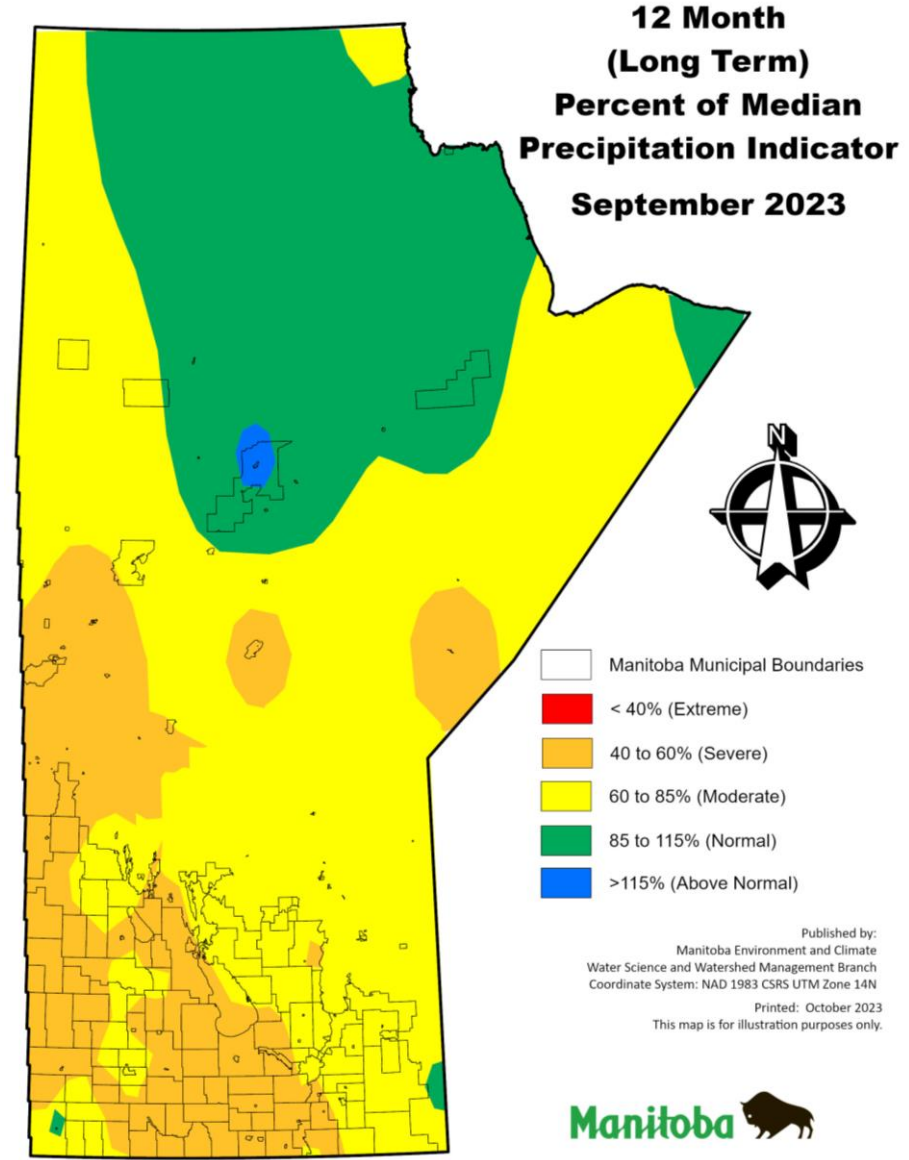 12 Month
(Long Term)
Percent of Median
Precipitation Indicator
September 2023
N
Manitoba Municipal Boundaries
< 40% (Extreme)
40 to 60% (Severe)
60 to 85% (Moderate)
85 to 115% (Normal)
>115% (Above Normal)
Published by:
Manitoba Environment and Climate
Water Science and Watershed Management Branch
Coordinate System: NAD 1983 CSRS UTM Zone 14N
Printed: October 2023
This map is for illustration purposes only.
Manitoba